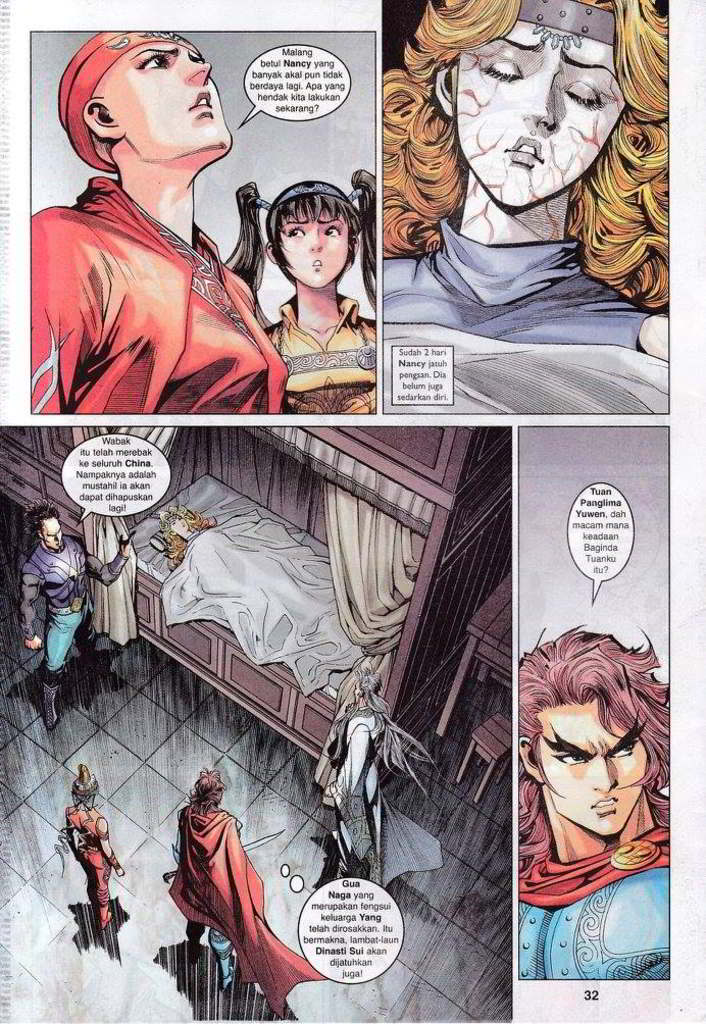 Malang
betul Nancy yang
banyak akal pun tidak
berdaya lagi. Apa yang
hendak kita lakukan
sekarang?
Sudah 2 hari
Nancy jatuh
pengsan. Dia
belum juga
sedarkan diri.
Wabak
itu telah merebak
ke seluruh China.
Nampaknya adalah
mustahil ia akan
dapat dihapuskan
lagi!
Gua
Naga yang
merupakan fengsui
keluarga Yang
telah dirosakkan. Itu
bermakna, lambat-laun
Dinasti Sui akan
dijatuhkan
juga!
Tuan
Panglima
Yuwen, dah
macam mana
keadaan
Baginda
Tuanku
itu?
32